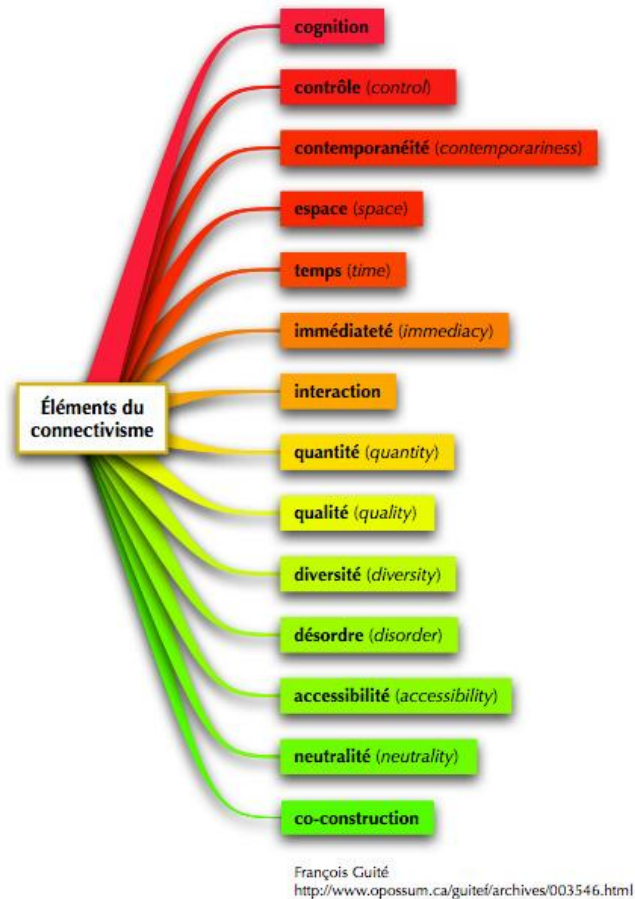 cognition
contrôle (control)
contemporanéité (contemporariness)
espace (space)
temps (time)
immédiateté (immediacy)
Éléments du
connectivisme
interaction
quantité (quantity)
qualité (quality)
diversité (diversity)
désordre (disorder)
accessibilité (accessibility)
neutralité (neutrality)
co-construction
François Guité
http://www.opossum.ca/guitef/archives/003546.html